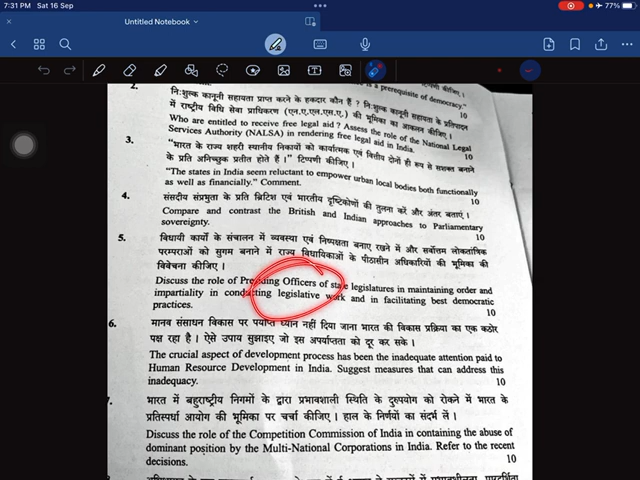 7:31 PM Sat 16 Sep
77%
Untitled Notebook
2.
is a prerequisite of democracy."
टिप्पणी कीजिए।
10
निःशुल्क कानूनी सहायता प्राप्त करने के हकदार कौन हैं ? निःशुल्क कानूनी सहायता के प्रतिपादन
में राष्ट्रीय विधि सेवा प्राधिकरण (एन.ए.एल.एस.ए.) की भूमिका का आकलन कीजिए।
Who are entitled to receive free legal aid? Assess the role of the National Legal
Services Authority (NALSA) in rendering free legal aid in India.
10
3.
"भारत के राज्य शहरी स्थानीय निकायों को कार्यात्मक एवं वित्तीय दोनों ही रूप से सशक्त बनाने
के प्रति अनिच्छुक प्रतीत होते हैं।" टिप्पणी कीजिए।
"The states in India seem reluctant to empower urban local bodies both functionally
as well as financially." Comment.
10
4.
संसदीय संप्रभुता के प्रति ब्रिटिश एवं भारतीय दृष्टिकोणों की तुलना करें और अंतर बताएं।
Compare and contrast the British and Indian approaches to Parliamentary
sovereignty.
10
5.
विधायी कार्यों के संचालन में व्यवस्था एवं निष्पक्षता बनाए रखने में और सर्वोत्तम लोकतांत्रिक
परम्पराओं को सुगम बनाने में राज्य विधायिकाओं के पीठासीन अधिकारियों की भूमिका की
विवेचना कीजिए।
Discuss the role of Presiding Officers of state legislatures in maintaining order and
impartiality in conducting legislative work and in facilitating best democratic
practices.
10
6.
मानव संसाधन विकास पर पर्याप्त ध्यान नहीं दिया जाना भारत की विकास प्रक्रिया का एक कठोर
पक्ष रहा है। ऐसे उपाय सुझाइए जो इस अपर्याप्तता को दूर कर सके।
The crucial aspect of development process has been the inadequate attention paid to
Human Resource Development in India. Suggest measures that can address this
inadequacy.
10
भारत में बहुराष्ट्रीय निगमों के द्वारा प्रभावशाली स्थिति के दुरुपयोग को रोकने में भारत के
प्रतिस्पर्धा आयोग की भूमिका पर चर्चा कीजिए। हाल के निर्णयों का संदर्भ लें।
Discuss the role of the Competition Commission of India in containing the abuse of
dominant position by the Multi-National Corporations in India. Refer to the recent
decisions.
10